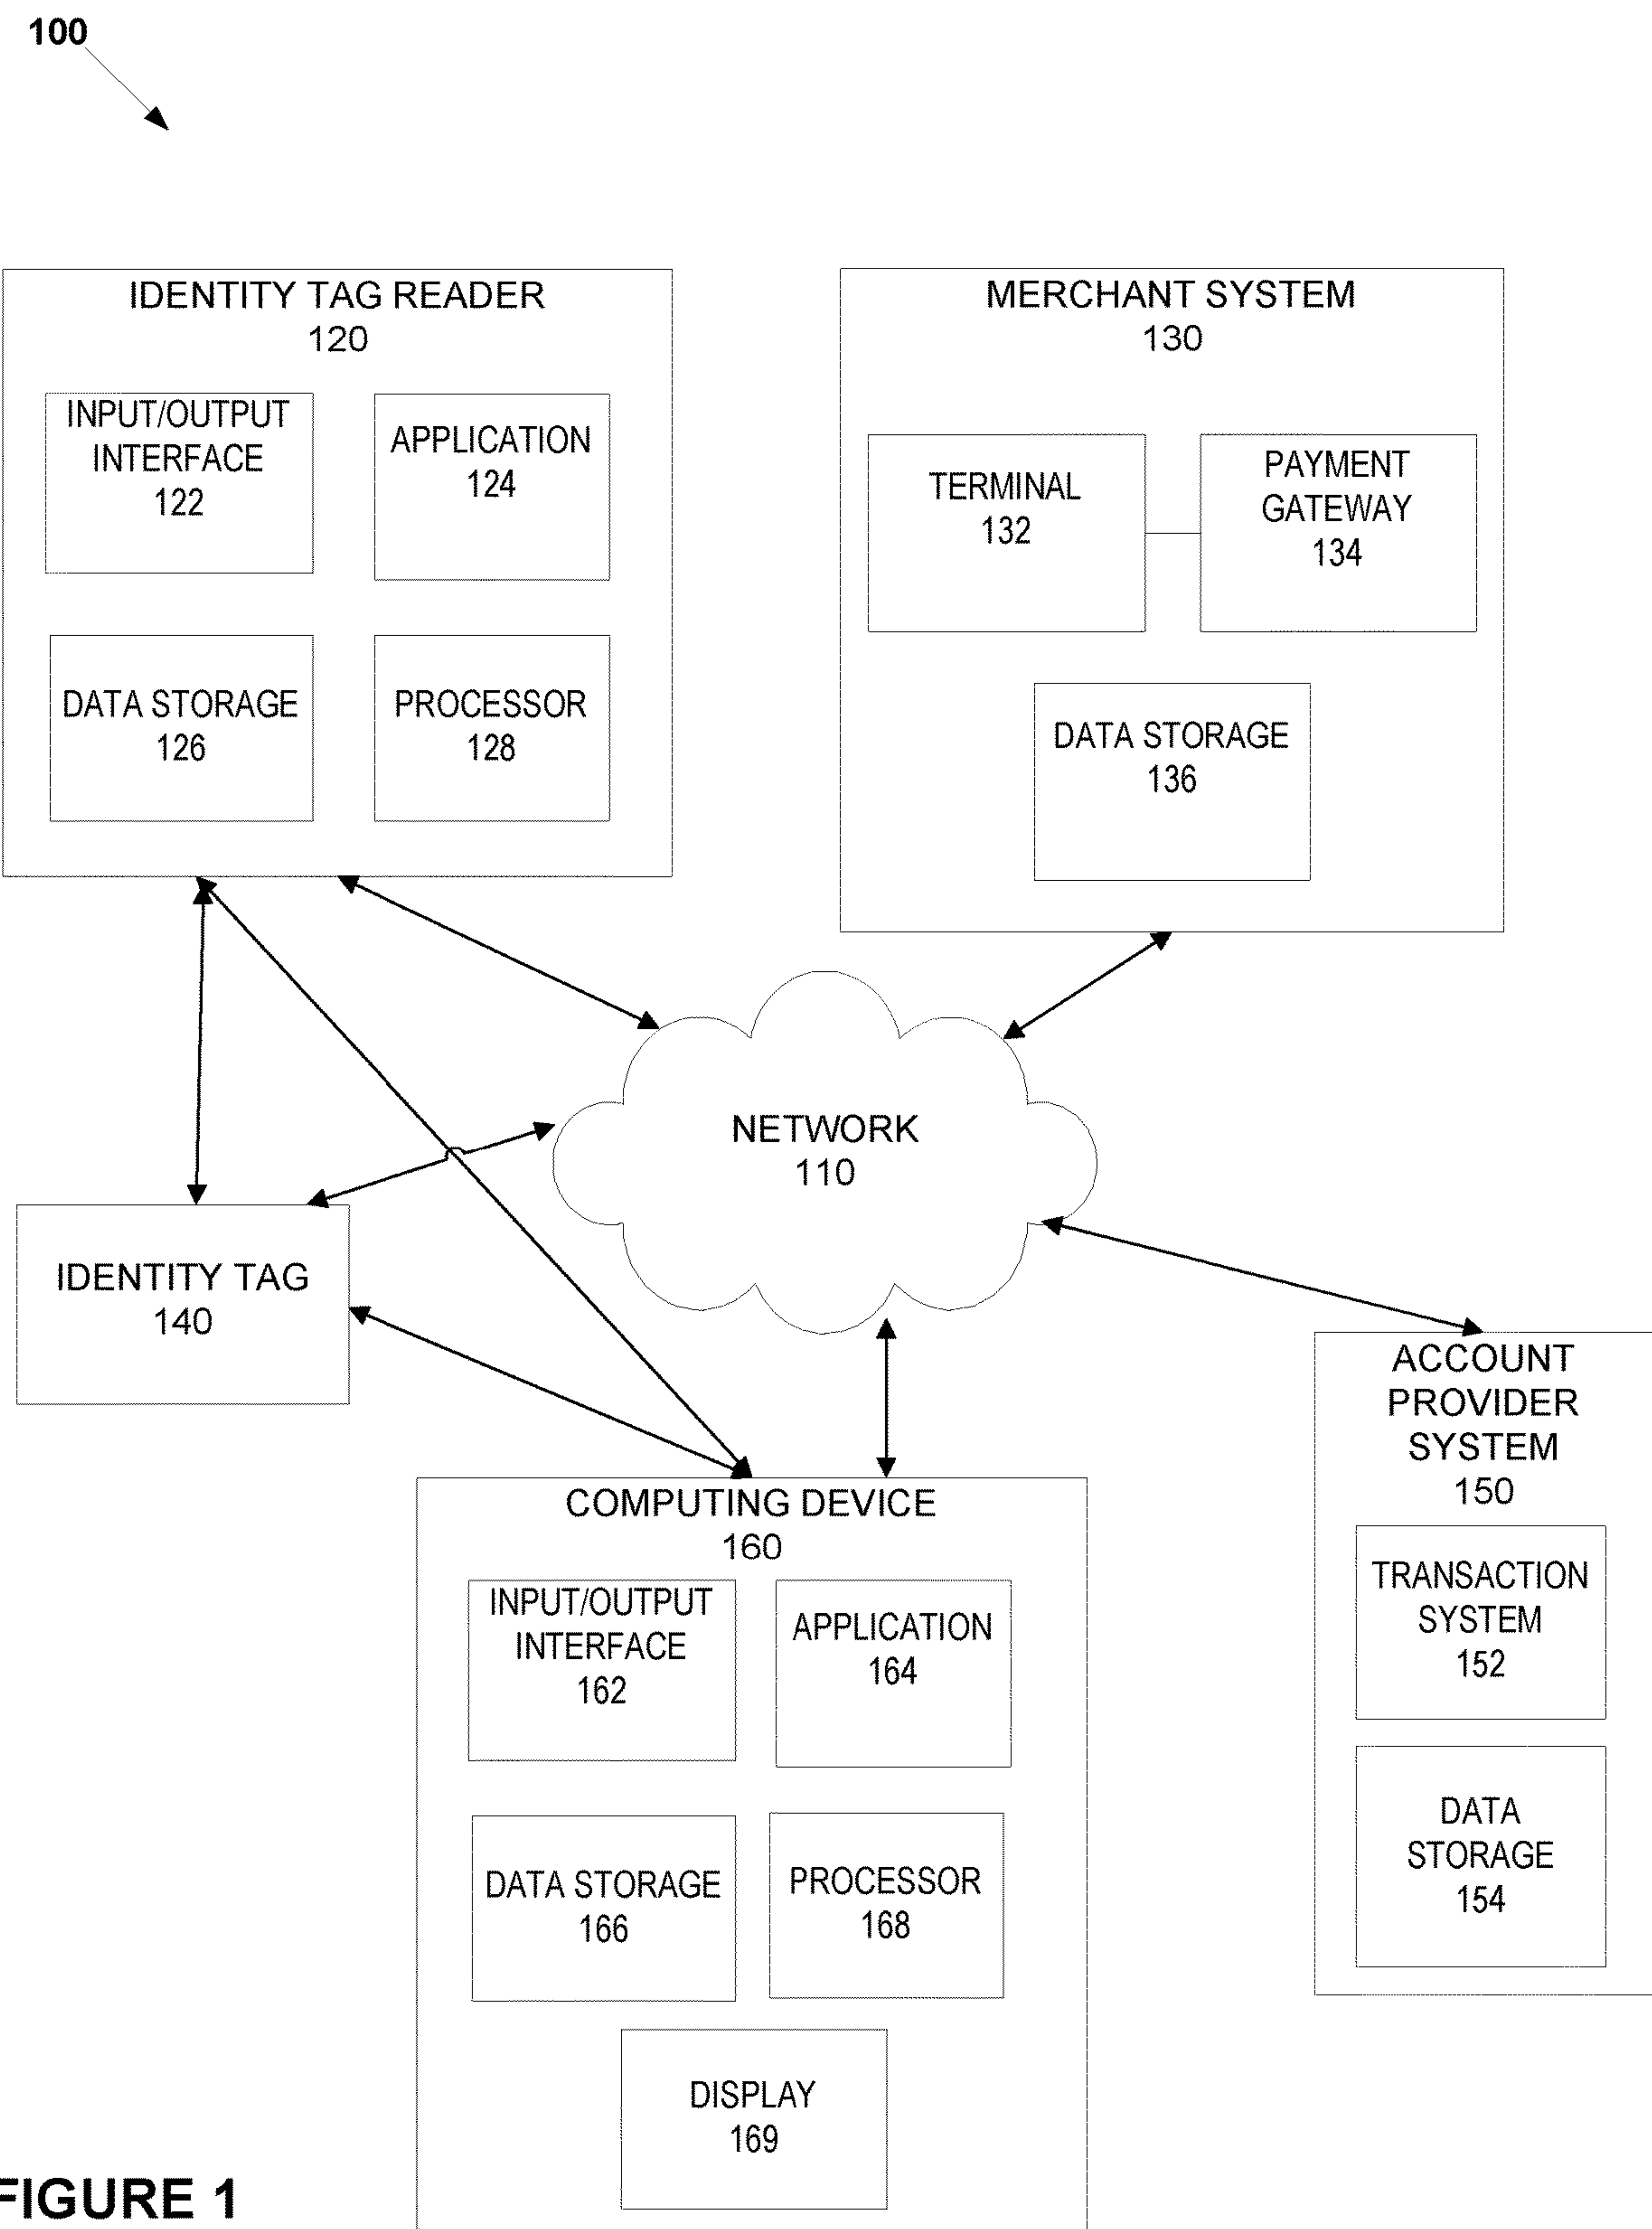 100
IDENTITY TAG READER
120
INPUT/OUTPUT
INTERFACE
122
APPLICATION
124
DATA STORAGE
126
PROCESSOR
128
MERCHANT SYSTEM
130
TERMINAL
132
PAYMENT
GATEWAY
134
DATA STORAGE
136
NETWORK
110
IDENTITY TAG
140
ACCOUNT
PROVIDER
SYSTEM
150
TRANSACTION
SYSTEM
152
DATA
STORAGE
154
COMPUTING DEVICE
160
INPUT/OUTPUT
INTERFACE
162
APPLICATION
164
DATA STORAGE
166
PROCESSOR
168
DISPLAY
169
FIGURE 1